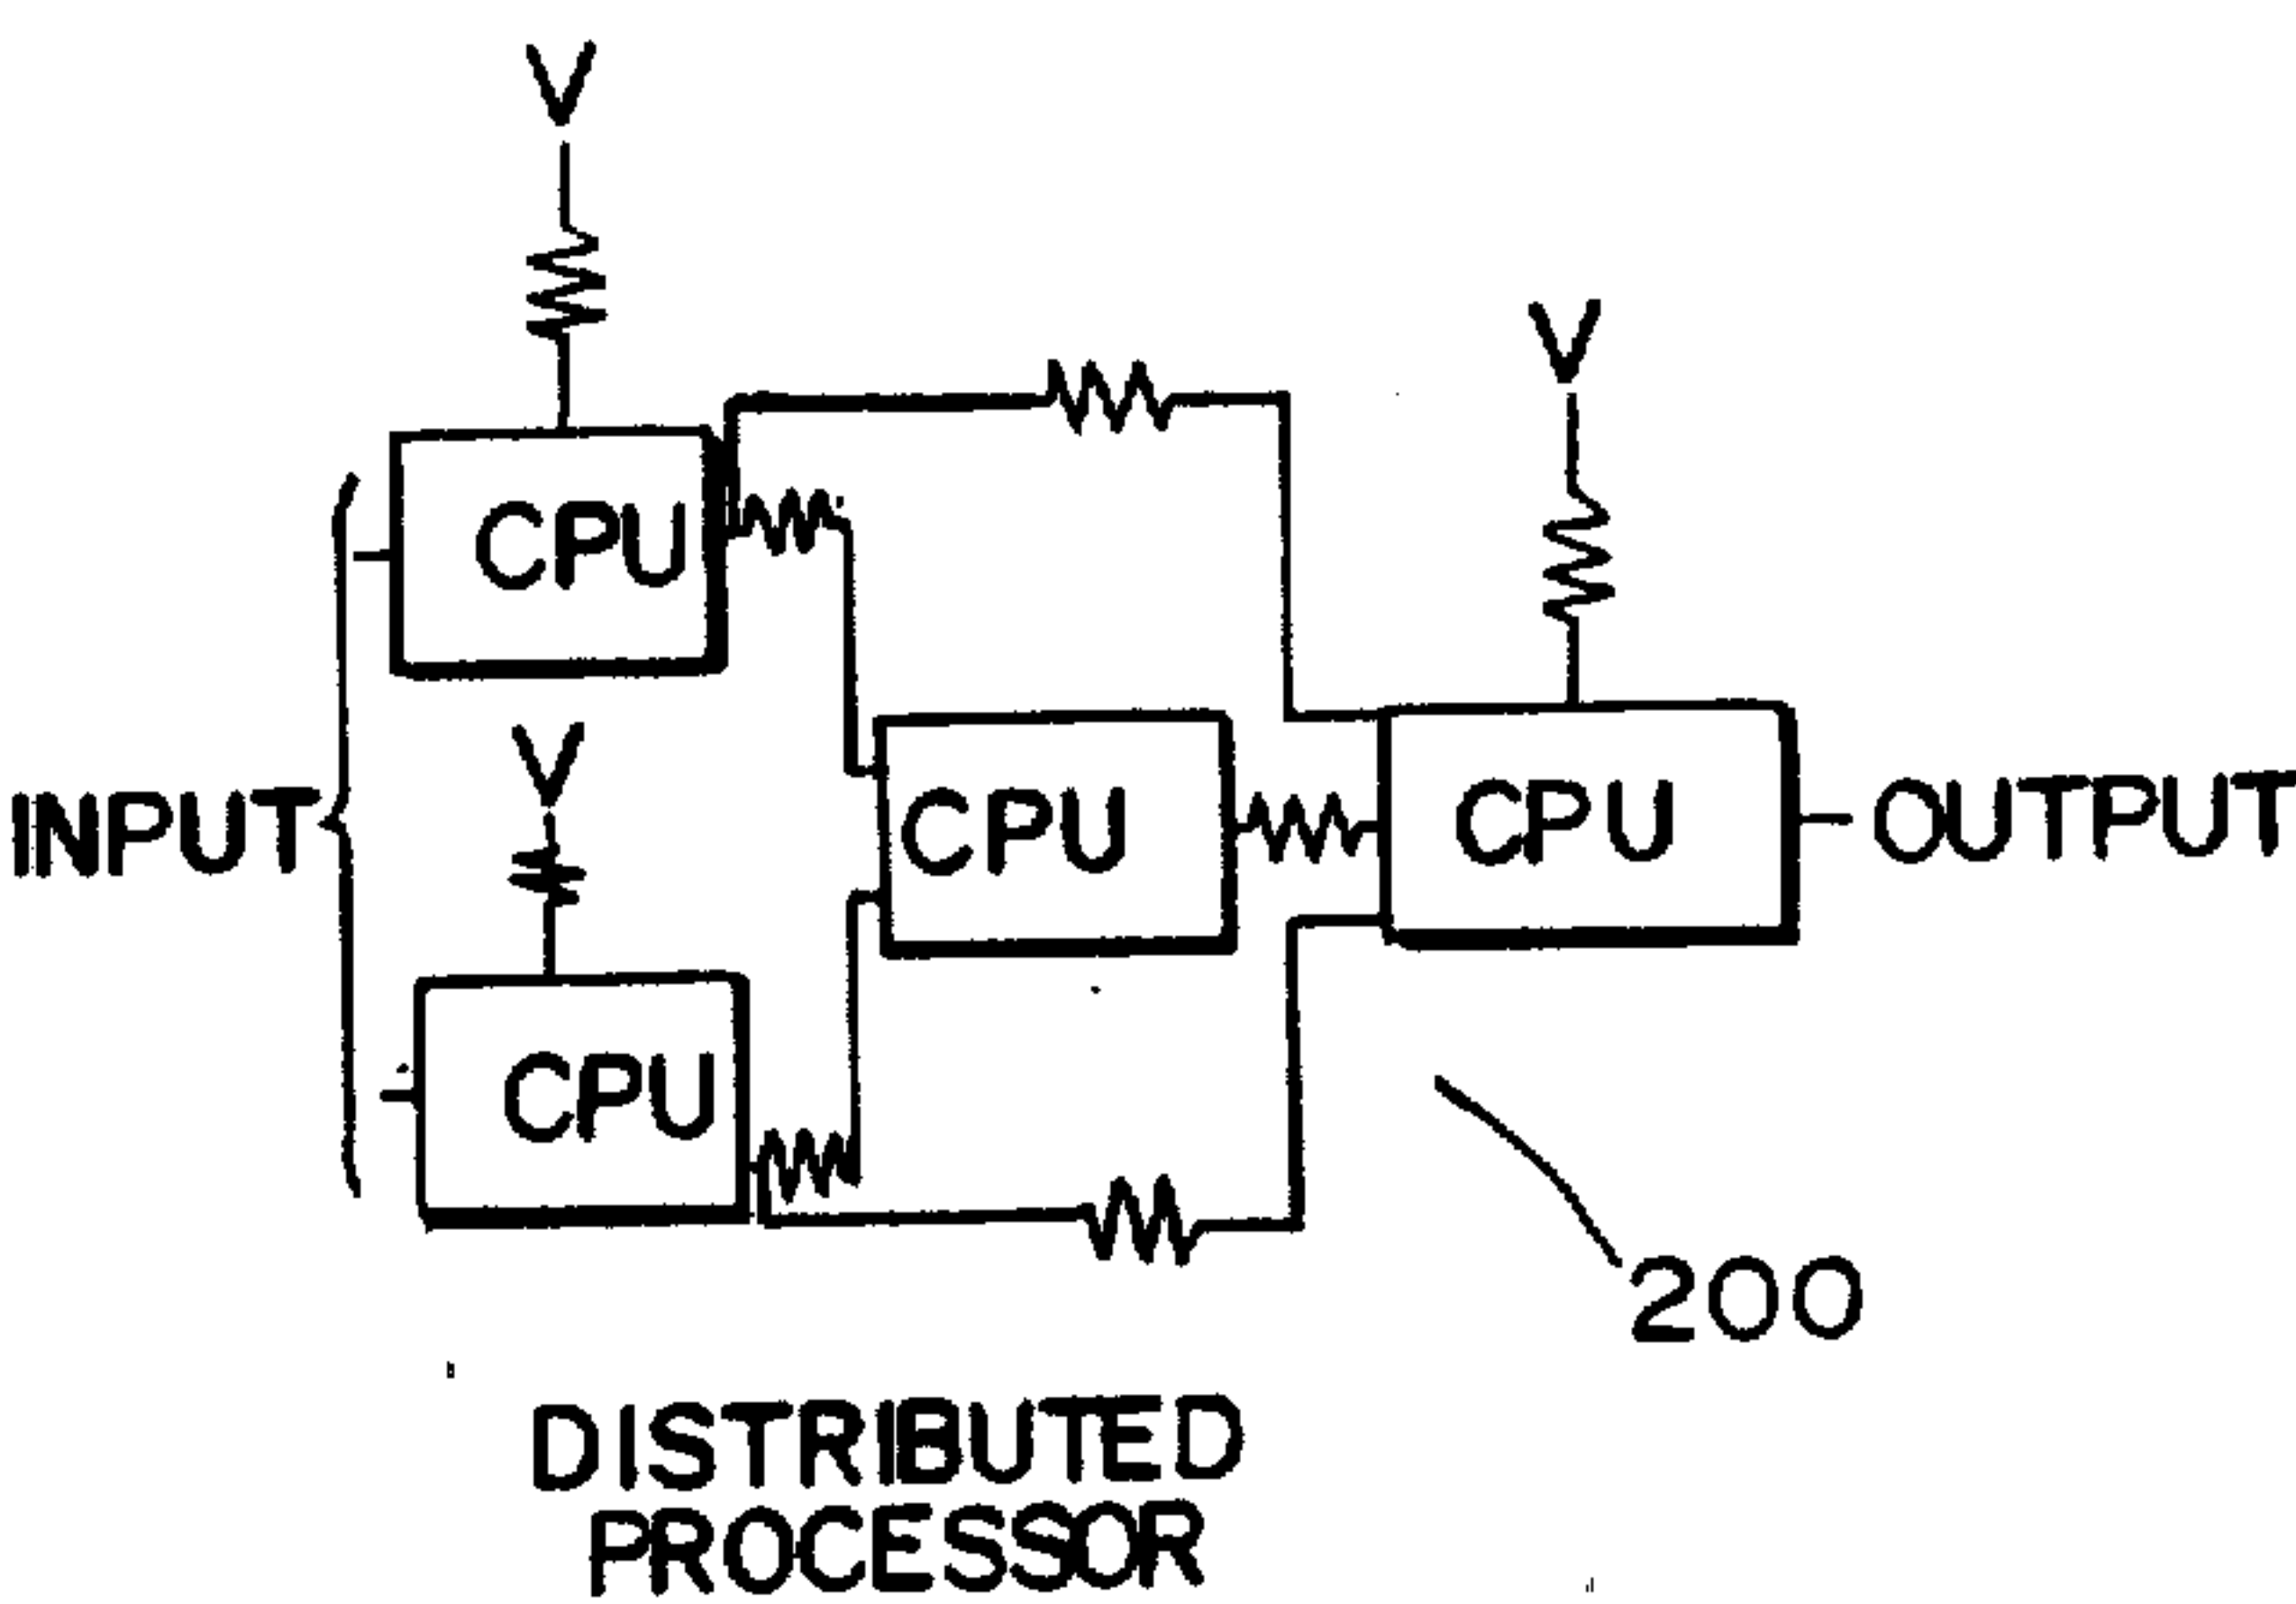 V
V
CPU
V
INPUT
CPU
CPU
OUTPUT
CPU
200
DISTRIBUTED
PROCESSOR